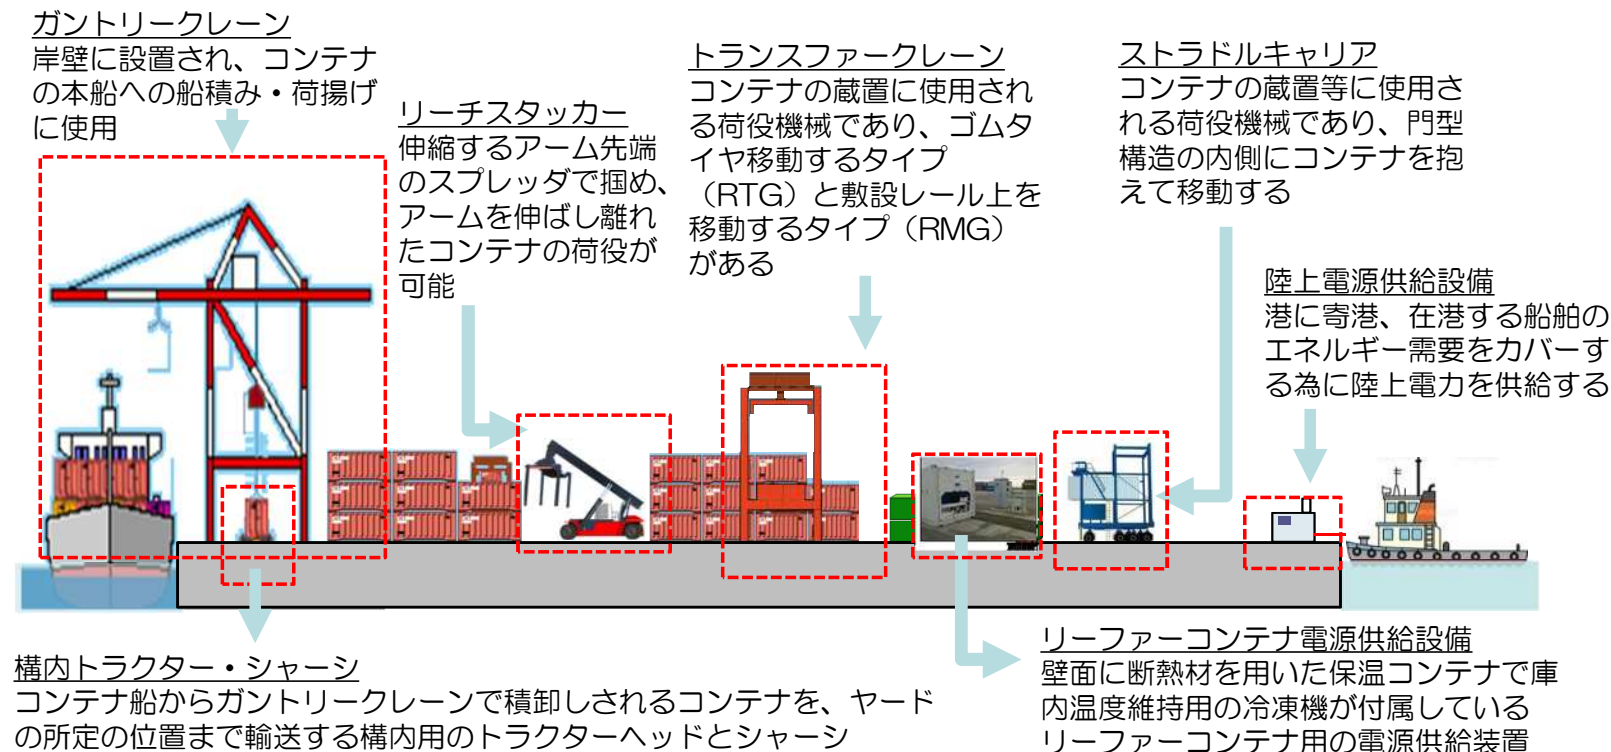 ガントリークレーン
岸壁に設置され、コンテナ
の本船への船積み・荷揚げ
に使用
リーチスタッカー
伸縮するアーム先端
のスプレッダで掴め、
アームを伸ばし離れ
たコンテナの荷役が
可能
トランスファークレーン
コンテナの蔵置に使用され
る荷役機械であり、ゴムタ
イヤ移動するタイプ
（RTG）と敷設レール上を
移動するタイプ（RMG）
がある
ストラドルキャリア
コンテナの蔵置等に使用さ
れる荷役機械であり、門型
構造の内側にコンテナを抱
えて移動する
陸上電源供給設備
港に寄港、在港する船舶の
エネルギー需要をカバーす
る為に陸上電力を供給する
構内トラクター・シャーシ
コンテナ船からガントリークレーンで積卸しされるコンテナを、ヤード
の所定の位置まで輸送する構内用のトラクターヘッドとシャーシ
リーファーコンテナ電源供給設備
壁面に断熱材を用いた保温コンテナで庫
内温度維持用の冷凍機が付属している
リーファーコンテナ用の電源供給装置